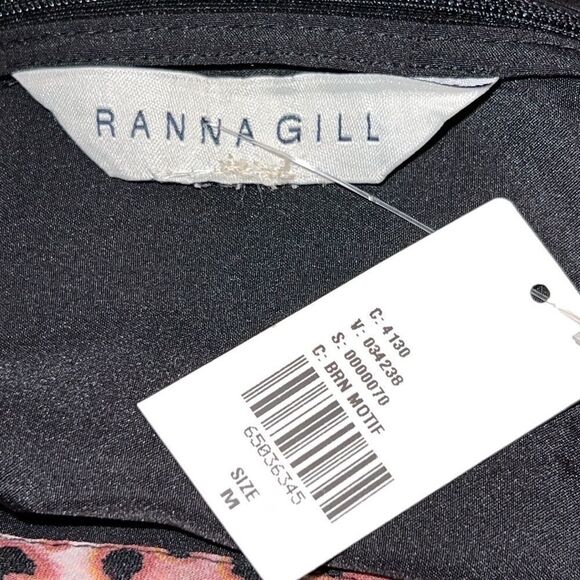 RANNA GILL
C: 4130
V: 034238
S: 0000070
C: BRN MOTIF
65036345
SIZE
M